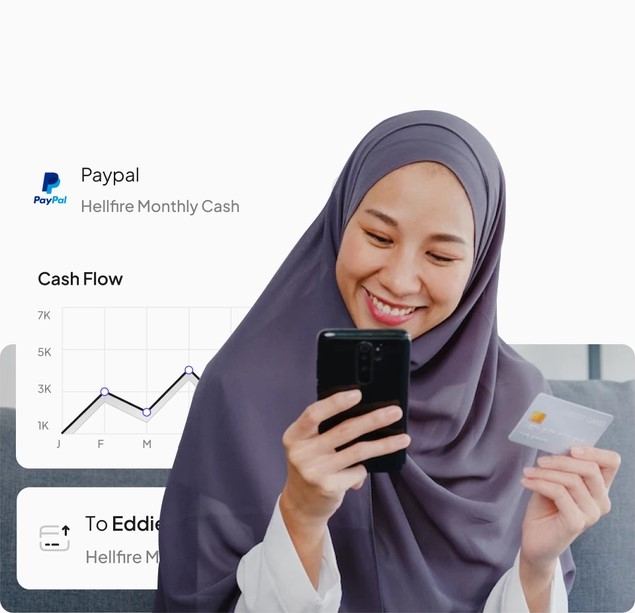 Paypal
PayPal
Hellfire Monthly Cash
Cash Flow
7K
5K
3K
1K
J F M
To Eddie
Hellfire M